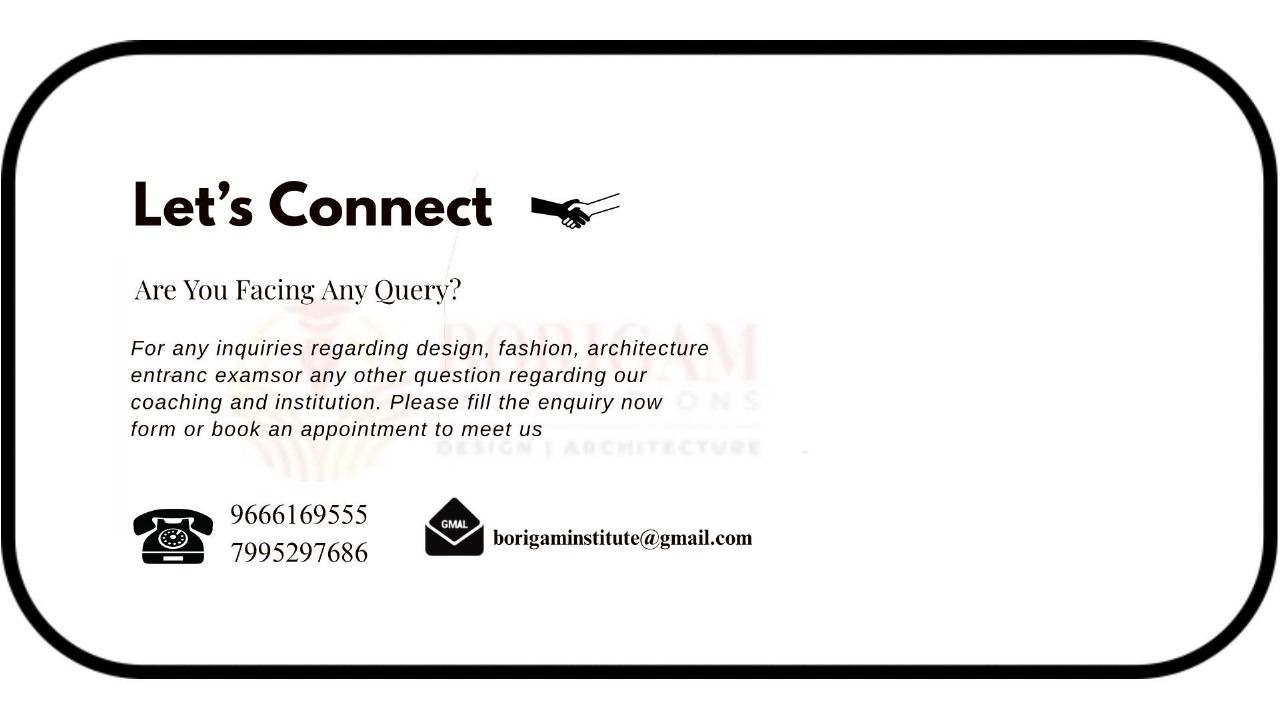 Let's Connect
Are You Facing Any Query?
For any inquiries regarding design, fashion, architecture
entranc examsor any other question regarding our
coaching and institution. Please fill the enquiry now
form or book an appointment to meet us
BORIGAM
ONS
DESIGN | ARCHITECTURE
9666169555
7995297686
GMAL
borigaminstitute@gmail.com